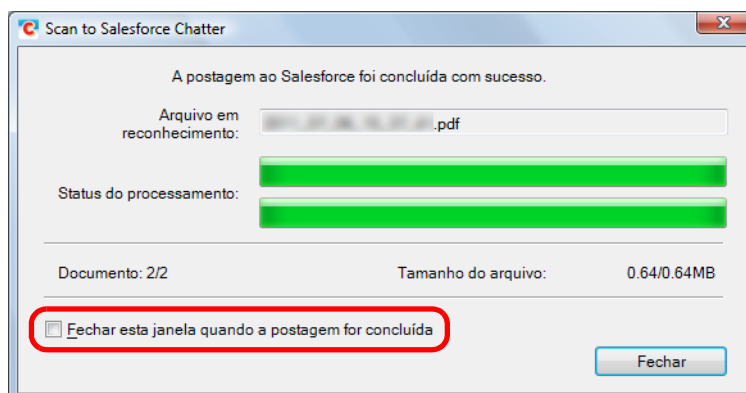 Scan to Salesforce Chatter
A postagem ao Salesforce foi concluída com sucesso.
Arquivo em
reconhecimento:
.pdf
Status do processamento:
Documento: 2/2 Tamanho do arquivo: 0.64/0.64MB
Fechar esta janela quando a postagem for concluída
Fechar